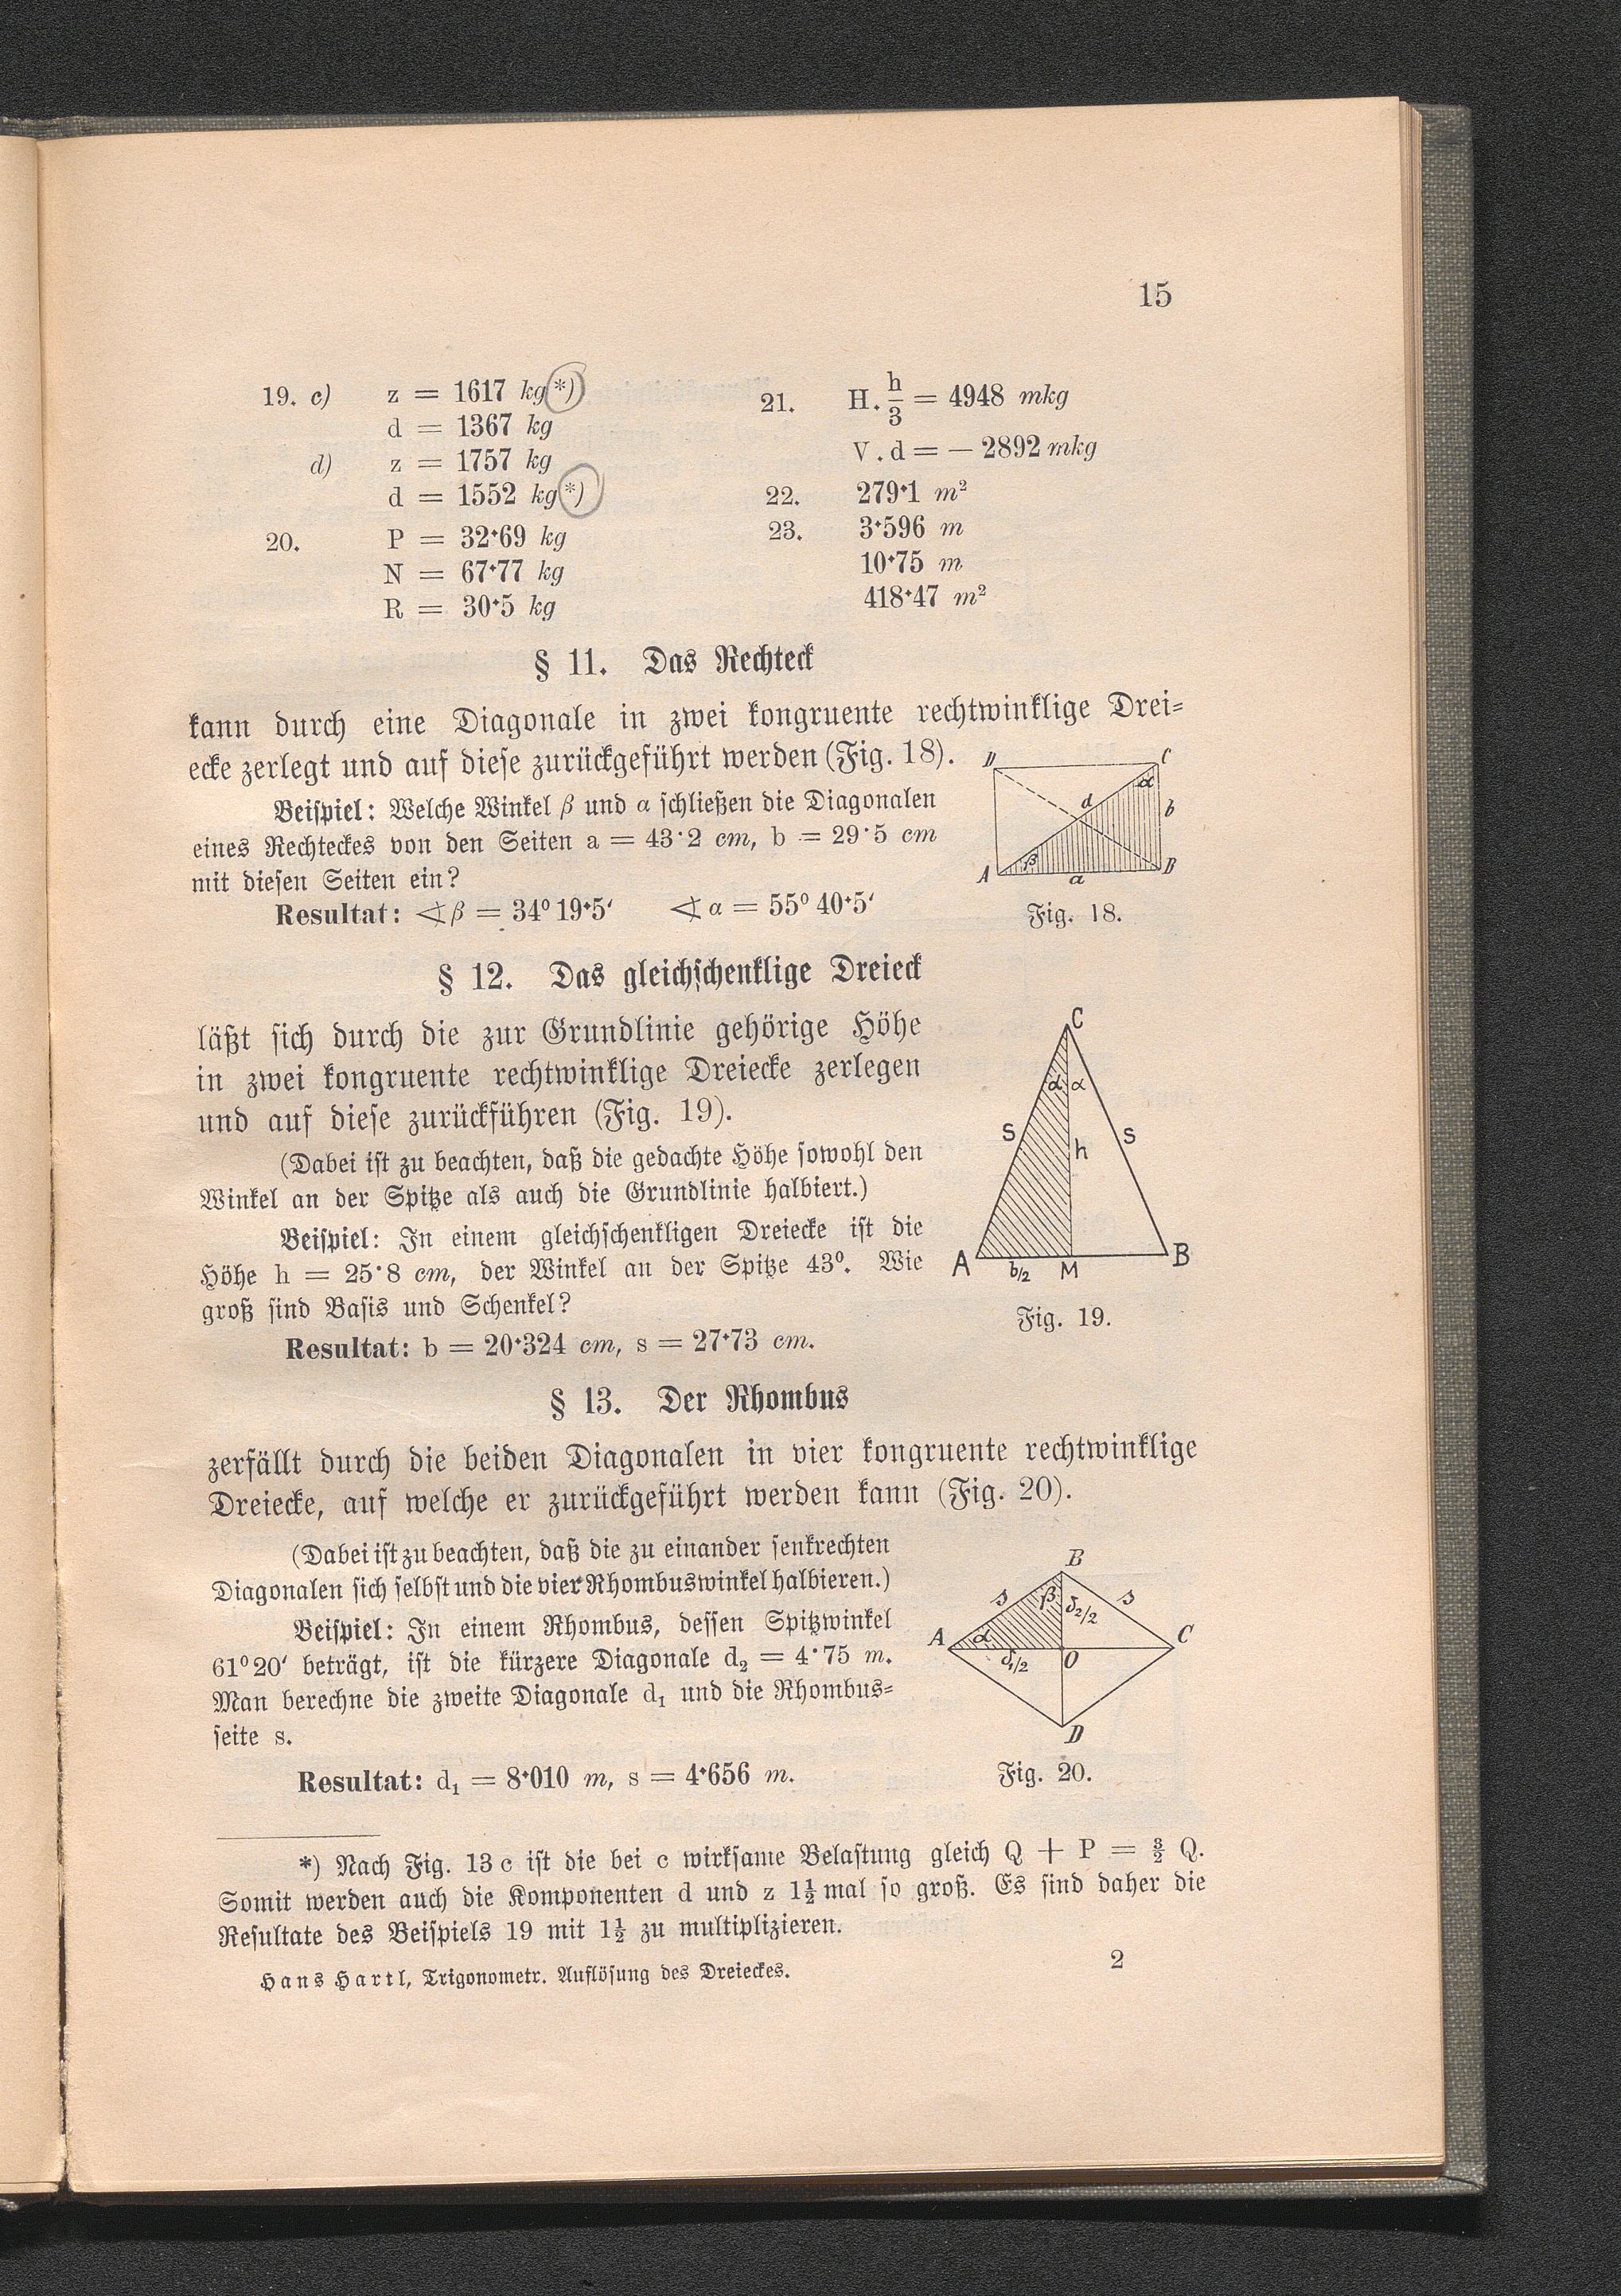 15
19. c) z = 1617 kg *)
d = 1367 kg
d) z = 1757 kg
d = 1552 kg *)
20. P = 32·69 kg
N = 67·77 kg
R = 30·5 kg
21. H. h/3 = 4948 mkg
V . d = — 2892 mkg
22. 279·1 m²
23. 3·596 m
10·75 m
418·47 m²
§ 11. Das Rechteck
kann durch eine Diagonale in zwei kongruente rechtwinklige Drei-
ecke zerlegt und auf diese zurückgeführt werden (Fig. 18).
Beispiel: Welche Winkel β und α schließen die Diagonalen
eines Rechteckes von den Seiten a = 43·2 cm, b = 29·5 cm
mit diesen Seiten ein?
Resultat: ∢ β = 34° 19·5′ ∢ α = 55° 40·5′
D C
α
d b
β
A a B
Fig. 18.
§ 12. Das gleichschenklige Dreieck
läßt sich durch die zur Grundlinie gehörige Höhe
in zwei kongruente rechtwinklige Dreiecke zerlegen
und auf diese zurückführen (Fig. 19).
(Dabei ist zu beachten, daß die gedachte Höhe sowohl den
Winkel an der Spitze als auch die Grundlinie halbiert.)
Beispiel: In einem gleichschenkligen Dreiecke ist die
Höhe h = 25·8 cm, der Winkel an der Spitze 43°. Wie
groß sind Basis und Schenkel?
Resultat: b = 20·324 cm, s = 27·73 cm.
C
α α
s h s
A b/2 M B
Fig. 19.
§ 13. Der Rhombus
zerfällt durch die beiden Diagonalen in vier kongruente rechtwinklige
Dreiecke, auf welche er zurückgeführt werden kann (Fig. 20).
(Dabei ist zu beachten, daß die zu einander senkrechten
Diagonalen sich selbst und die vier Rhombuswinkel halbieren.)
Beispiel: In einem Rhombus, dessen Spitzwinkel
61° 20′ beträgt, ist die kürzere Diagonale d₂ = 4·75 m.
Man berechne die zweite Diagonale d₁ und die Rhombus-
seite s.
Resultat: d₁ = 8·010 m, s = 4·656 m.
B
s β d₂/2 s
A α C
d₁/2 O
D
Fig. 20.
*) Nach Fig. 13 c ist die bei c wirksame Belastung gleich Q + P = 3/2 Q.
Somit werden auch die Komponenten d und z 1½ mal so groß. Es sind daher die
Resultate des Beispiels 19 mit 1½ zu multiplizieren.
Hans Hartl, Trigonometr. Auflösung des Dreieckes.
2